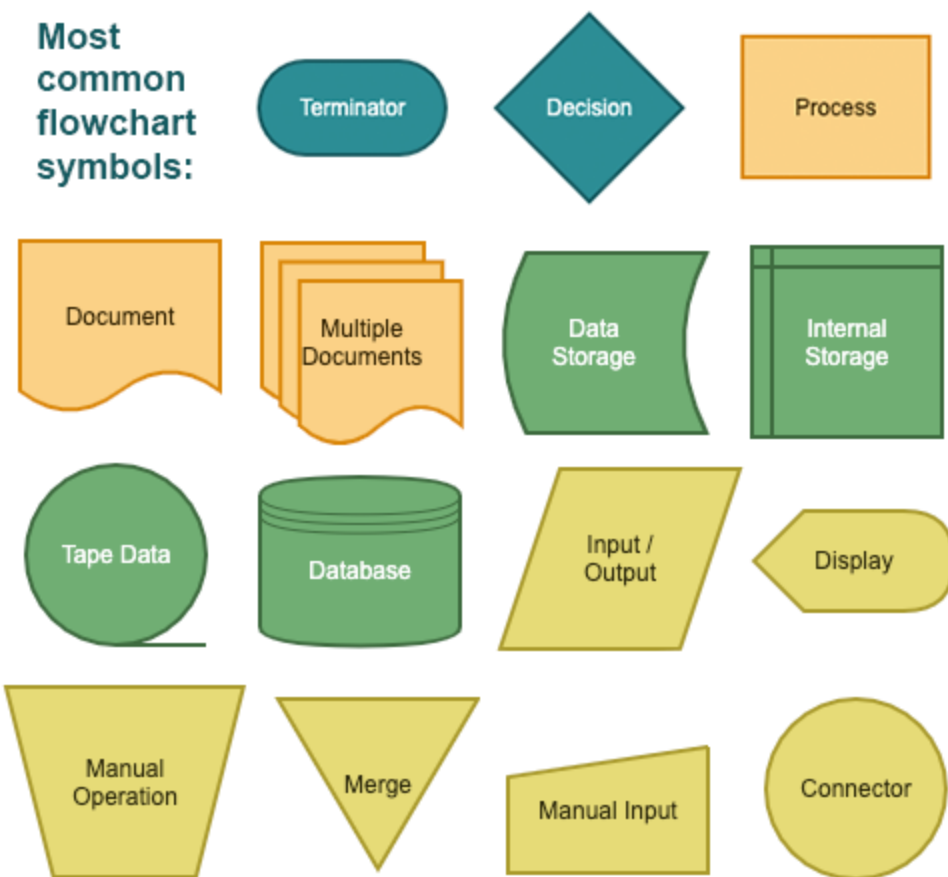 Most
common
flowchart
symbols:
Terminator
Decision
Process
Document
Multiple
Documents
Data
Storage
Internal
Storage
Tape Data
Database
Input /
Output
Display
Manual
Operation
Merge
Manual Input
Connector